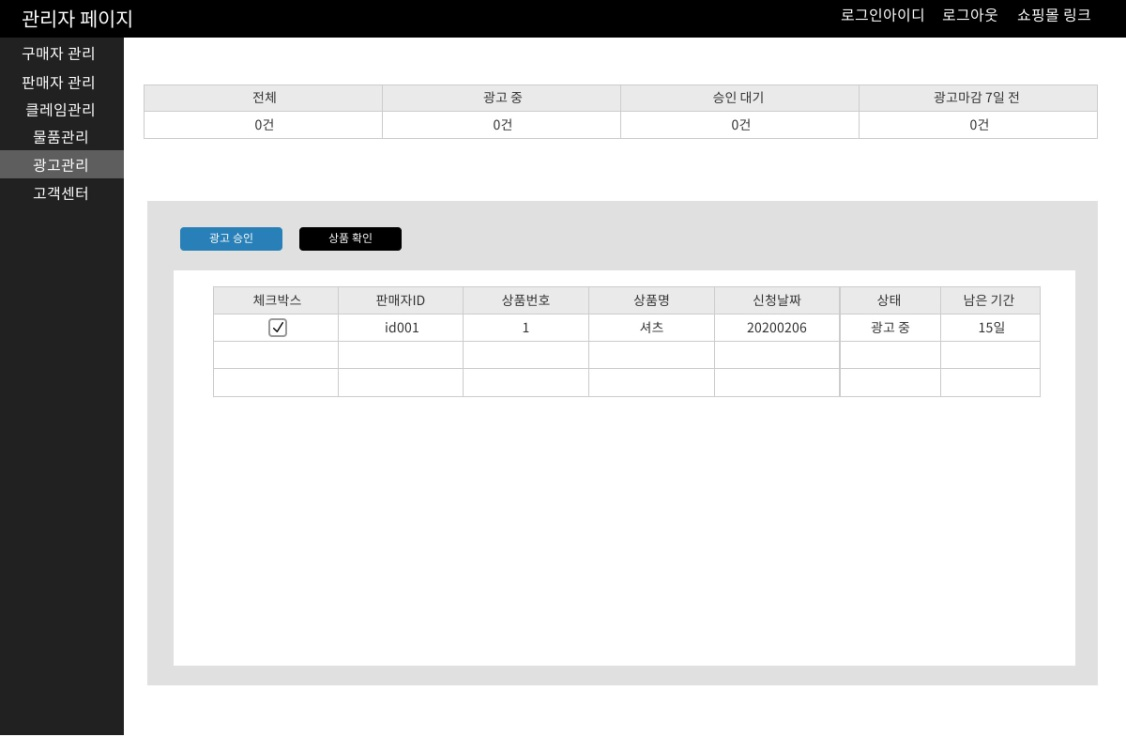 관리자 페이지
로그인아이디 로그아웃 쇼핑몰 링크
구매자 관리
판매자 관리
클레임관리
물품관리
광고관리
고객센터
전체 광고 중 승인 대기 광고마감 7일 전
0건 0건 0건 0건
광고 승인 상품 확인
체크박스 판매자ID 상품번호 상품명 신청날짜 상태 남은 기간
id001 1 셔츠 20200206 광고 중 15일